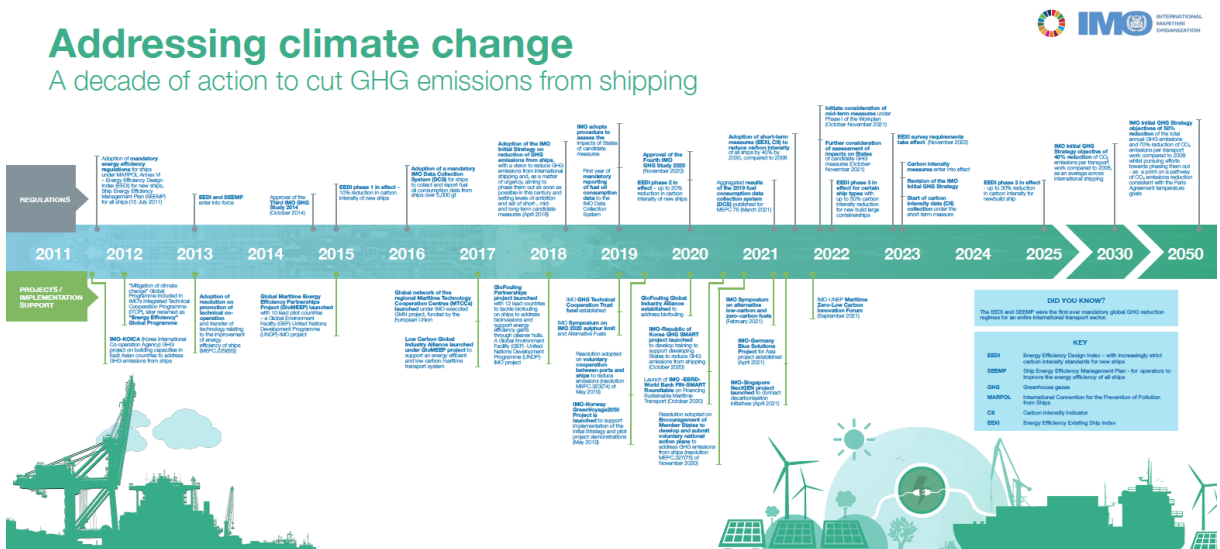 IMO
INTERNATIONAL
MARITIME
ORGANIZATION
Addressing climate change
A decade of action to cut GHG emissions from shipping
REGULATIONS
Adoption of mandatory
energy efficiency
regulations for ships
under MARPOL Annex VI
– Energy Efficiency Design
Index (EEDI) for new ships,
Ship Energy Efficiency
Management Plan (SEEMP)
for all ships (15 July 2011)
EEDI and SEEMP
enter into force
Approval of the
Third IMO GHG
Study 2014
(October 2014)
EEDI phase 1 in effect –
10% reduction in carbon
intensity of new ships
Adoption of a mandatory
IMO Data Collection
System (DCS) for ships
to collect and report fuel
oil consumption data from
ships over 5,000 gt
Adoption of the IMO
Initial Strategy on
reduction of GHG
emissions from ships,
with a vision to reduce GHG
emissions from international
shipping and, as a matter
of urgency, aiming to
phase them out as soon as
possible in this century and
setting levels of ambition
and set of short-, mid-
and long-term candidate
measures (April 2018)
IMO adopts
procedure to
assess the
impacts of States
of candidate
measures
First year of
mandatory
reporting
of fuel oil
consumption
data to the
IMO Data
Collection
System
Approval of the
Fourth IMO
GHG Study 2020
(November 2020)
EEDI phase 2 in
effect – up to 20%
reduction in carbon
intensity of new ships
Adoption of short-term
measures (EEXI, CII) to
reduce carbon intensity
of all ships by 40% by
2030, compared to 2008
Aggregated results
of the 2019 fuel
consumption data
collection system
(DCS) published for
MEPC 76 (March 2021)
Initiate consideration of
mid-term measures under
Phase I of the Workplan
(October-November 2021)
Further consideration
of assessment of
Impacts on States
of candidate GHG
measures (October-
November 2021)
EEDI phase 3 in
effect for certain
ship types with
up to 50% carbon
intensity reduction
for new build large
containerships
EEXI survey requirements
take effect (November 2022)
Carbon intensity
measures enter into effect
Revision of the IMO
Initial GHG Strategy
Start of carbon
intensity data (CII)
collection under the
short-term measure
EEDI phase 3 in effect
- up to 30% reduction
in carbon intensity for
newbuild ship
IMO Initial GHG
Strategy objective of
40% reduction of CO2
emissions per transport
work compared to 2008,
as an average across
international shipping
IMO Initial GHG Strategy
objectives of 50%
reduction of the total
annual GHG emissions
and 70% reduction of CO2
emissions per transport
work compared to 2008
whilst pursuing efforts
towards phasing them out
- as a point on a pathway
of CO2 emissions reduction
consistent with the Paris
Agreement temperature
goals
2011 2012 2013 2014 2015 2016 2017 2018 2019 2020 2021 2022 2023 2024 2025 2030 2050
PROJECTS /
IMPLEMENTATION
SUPPORT
"Mitigation of climate
change" Global
Programme included in
IMO's Integrated Technical
Cooperation Programme
(ITCP), later renamed as
"Energy Efficiency"
Global Programme
IMO-KOICA (Korea International
Co-operation Agency) GHG
project on building capacities in
East Asian countries to address
GHG emissions from ships
Adoption of
resolution on
promotion of
technical co-
operation
and transfer of
technology relating
to the improvement
of energy
efficiency of ships
(MEPC.229(65))
Global Maritime Energy
Efficiency Partnerships
Project (GloMEEP) launched
with 10 lead pilot countries
– a Global Environment
Facility (GEF)-United Nations
Development Programme
(UNDP)-IMO project
Global network of five
regional Maritime Technology
Cooperation Centres (MTCCs)
launched under IMO-executed
GMN project, funded by the
European Union
Low Carbon Global
Industry Alliance launched
under GloMEEP project to
support an energy efficient
and low carbon maritime
transport system
GloFouling
Partnerships
project launched
with 12 lead countries
to tackle biofouling
on ships to address
bioinvasions and
support energy
efficiency gains
through cleaner hulls.
A Global Environment
Facility (GEF) -United
Nations Development
Programme (UNDP)-
IMO project
IMO GHG Technical
Cooperation Trust
fund established
IMO Symposium on
IMO 2020 sulphur limit
and Alternative Fuels
Resolution adopted
on voluntary
cooperation
between ports and
ships to reduce
emissions (resolution
MEPC.323(74) of
May 2019)
IMO-Norway
GreenVoyage2050
Project is
launched to support
implementation of the
Initial Strategy and pilot
project demonstrations
(May 2019)
GloFouling Global
Industry Alliance
established to
address biofouling
IMO-Republic of
Korea GHG SMART
project launched
to develop training to
support developing
States to reduce GHG
emissions from shipping
(October 2020)
Launch of IMO -EBRD-
World Bank FIN-SMART
Roundtable on Financing
Sustainable Maritime
Transport (October 2020)
Resolution adopted on
Encouragement of
Member States to
develop and submit
voluntary national
action plans to
address GHG emissions
from ships (resolution
MEPC.327(75) of
November 2020)
IMO Symposium
on alternative
low-carbon and
zero-carbon fuels
(February 2021)
IMO-Germany
Blue Solutions
Project for Asia
project established
(April 2021)
IMO-Singapore
NextGEN project
launched to connect
decarbonisation
initiatives (April 2021)
IMO-UNEP Maritime
Zero-Low Carbon
Innovation Forum
(September 2021)
DID YOU KNOW?
The EEDI and SEEMP were the first ever mandatory global GHG reduction
regimes for an entire international transport sector.
KEY
EEDI Energy Efficiency Design Index – with increasingly strict
carbon intensity standards for new ships
SEEMP Ship Energy Efficiency Management Plan - for operators to
improve the energy efficiency of all ships
GHG Greenhouse gases
MARPOL International Convention for the Prevention of Pollution
from Ships
CII Carbon Intensity Indicator
EEXI Energy Efficiency Existing Ship Index